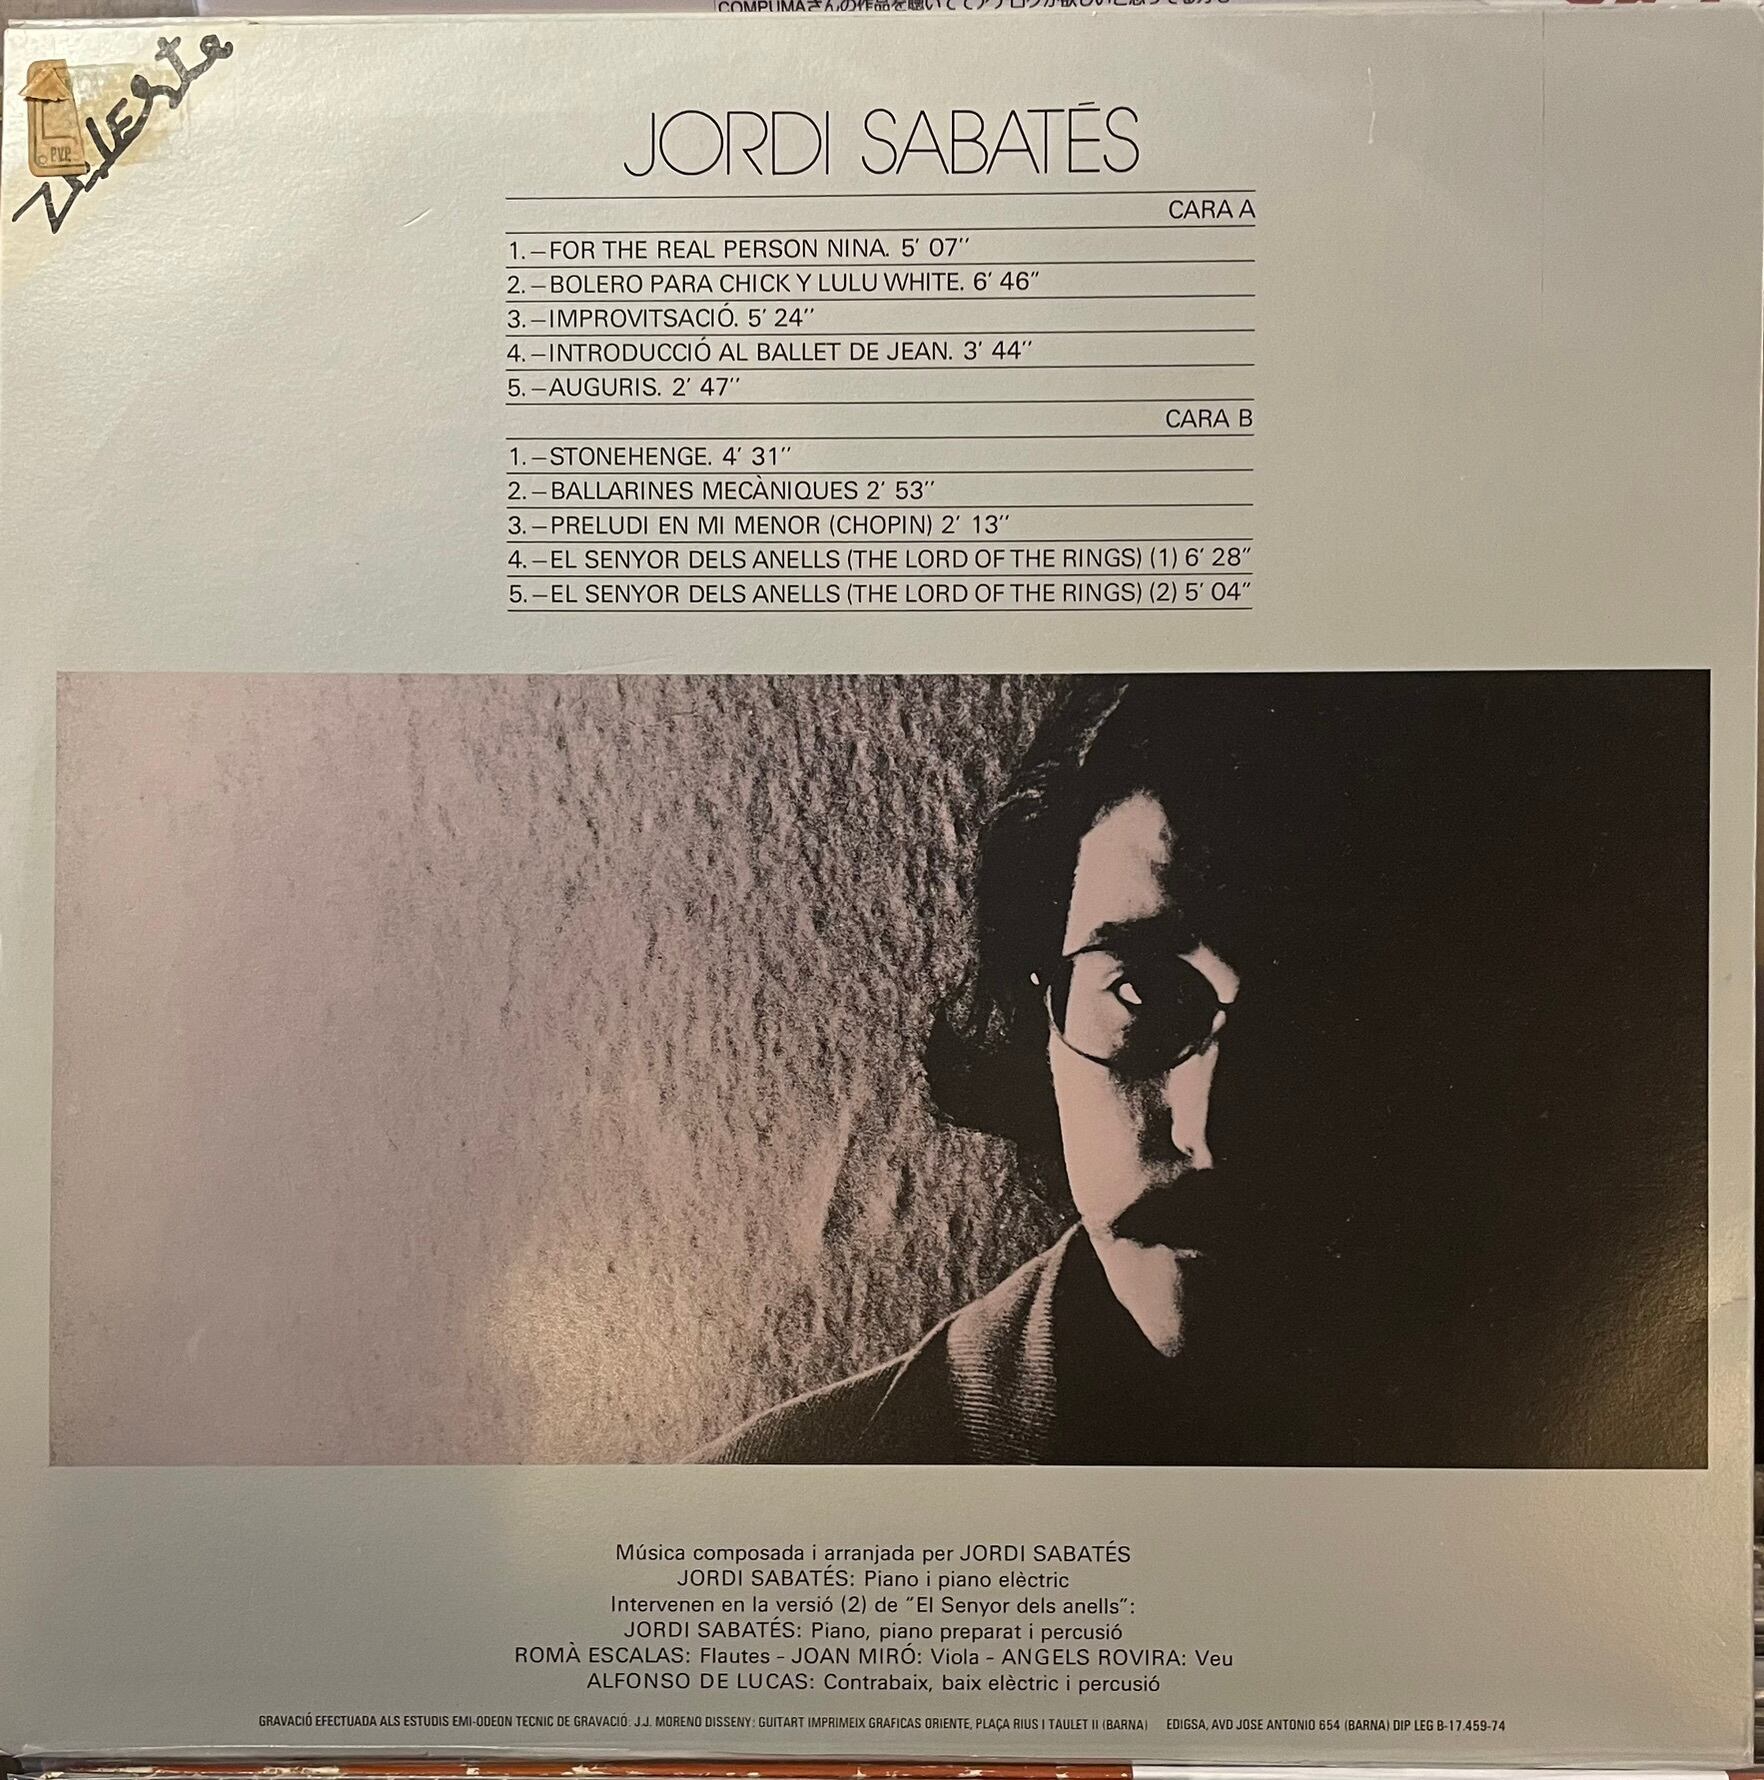 Zeleste
P.V.P.
JORDI SABATÉS
CARA A
1.–FOR THE REAL PERSON NINA. 5' 07''
2.–BOLERO PARA CHICK Y LULU WHITE. 6' 46''
3.–IMPROVITSACIÓ. 5' 24''
4.–INTRODUCCIÓ AL BALLET DE JEAN. 3' 44''
5.–AUGURIS. 2' 47''
CARA B
1.–STONEHENGE. 4' 31''
2.–BALLARINES MECÀNIQUES 2' 53''
3.–PRELUDI EN MI MENOR (CHOPIN) 2' 13''
4.–EL SENYOR DELS ANELLS (THE LORD OF THE RINGS) (1) 6' 28''
5.–EL SENYOR DELS ANELLS (THE LORD OF THE RINGS) (2) 5' 04''
Música composada i arranjada per JORDI SABATÉS
JORDI SABATÉS: Piano i piano elèctric
Intervenen en la versió (2) de "El Senyor dels anells":
JORDI SABATÉS: Piano, piano preparat i percusió
ROMÀ ESCALAS: Flautes - JOAN MIRÓ: Viola - ANGELS ROVIRA: Veu
ALFONSO DE LUCAS: Contrabaix, baix elèctric i percusió
GRAVACIÓ EFECTUADA ALS ESTUDIS EMI-ODEON TECNIC DE GRAVACIÓ: J.J. MORENO DISSENY: GUITART IMPRIMEIX GRAFICAS ORIENTE, PLAÇA RIUS I TAULET II (BARNA) EDIGSA, AVD JOSE ANTONIO 654 (BARNA) DIP LEG B-17.459-74